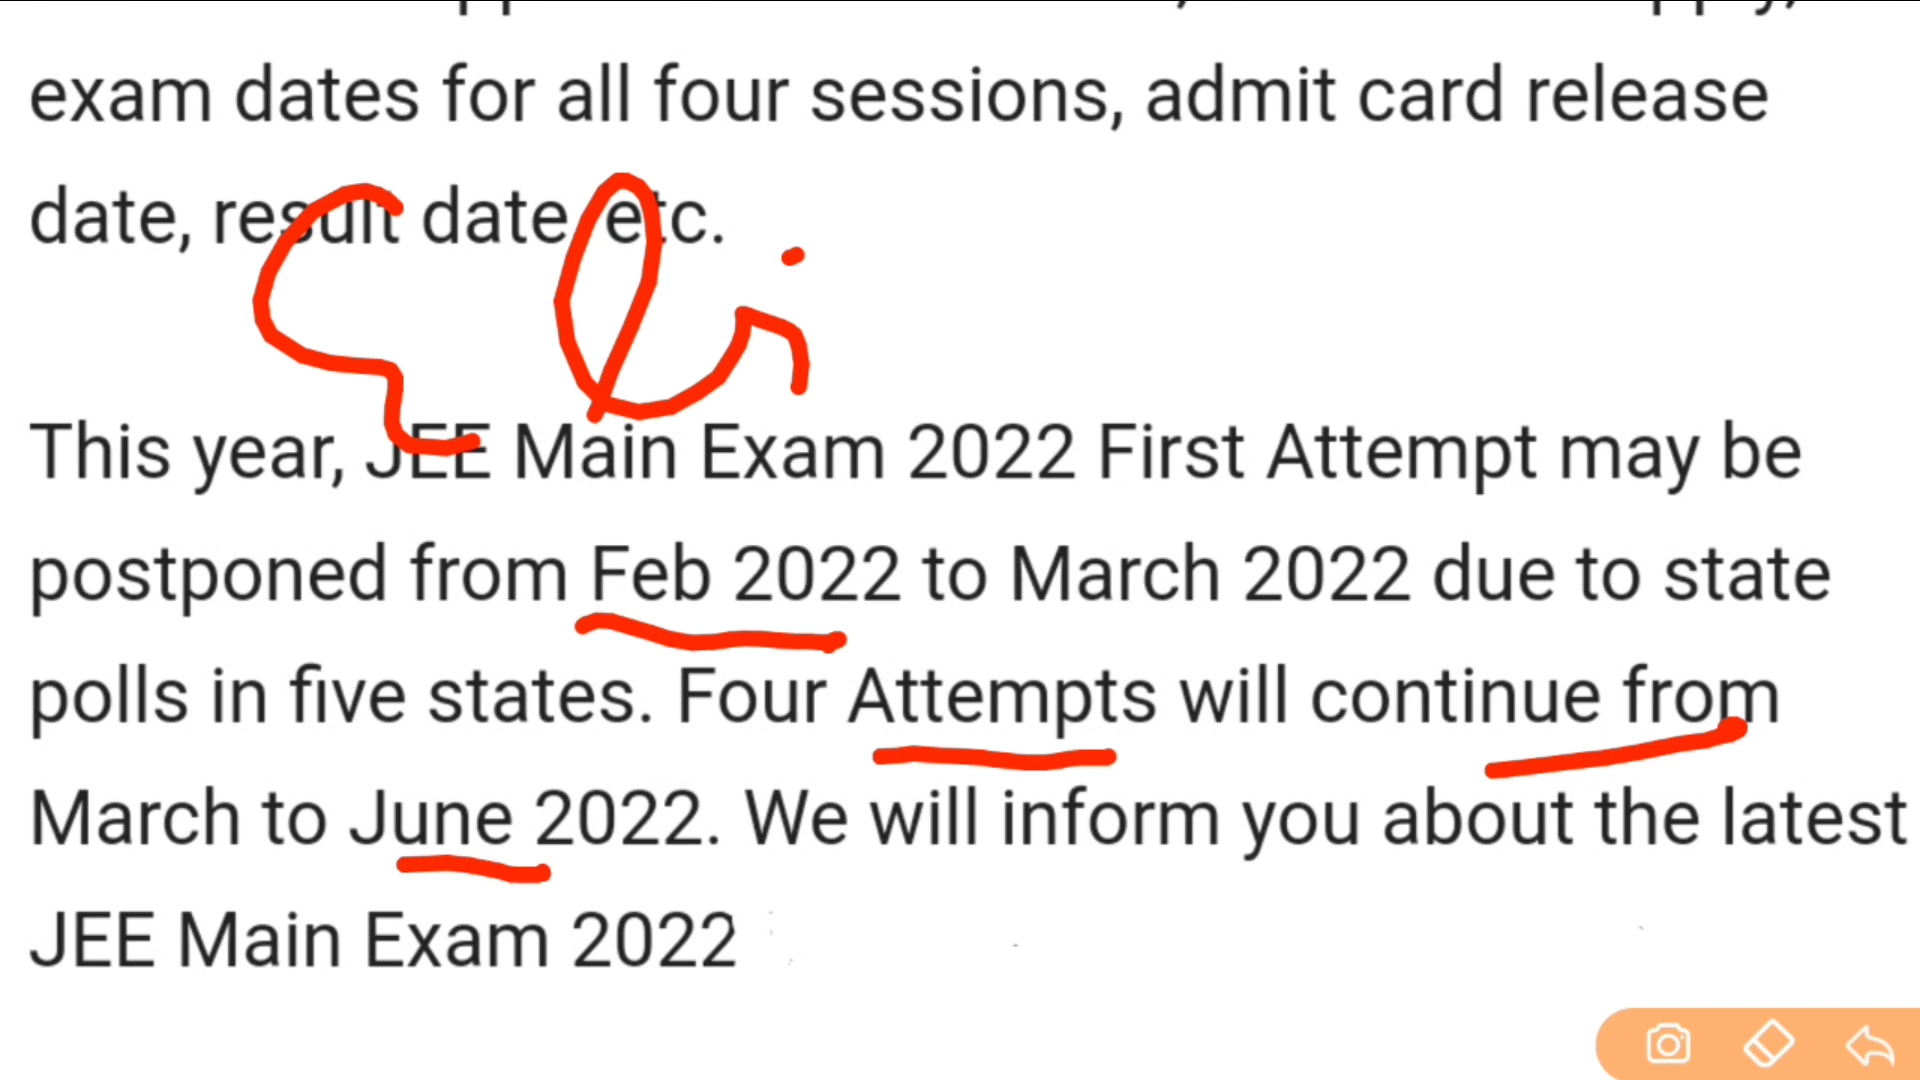 exam dates for all four sessions, admit card release
date, result date etc.
This year, JEE Main Exam 2022 First Attempt may be
postponed from Feb 2022 to March 2022 due to state
polls in five states. Four Attempts will continue from
March to June 2022. We will inform you about the latest
JEE Main Exam 2022